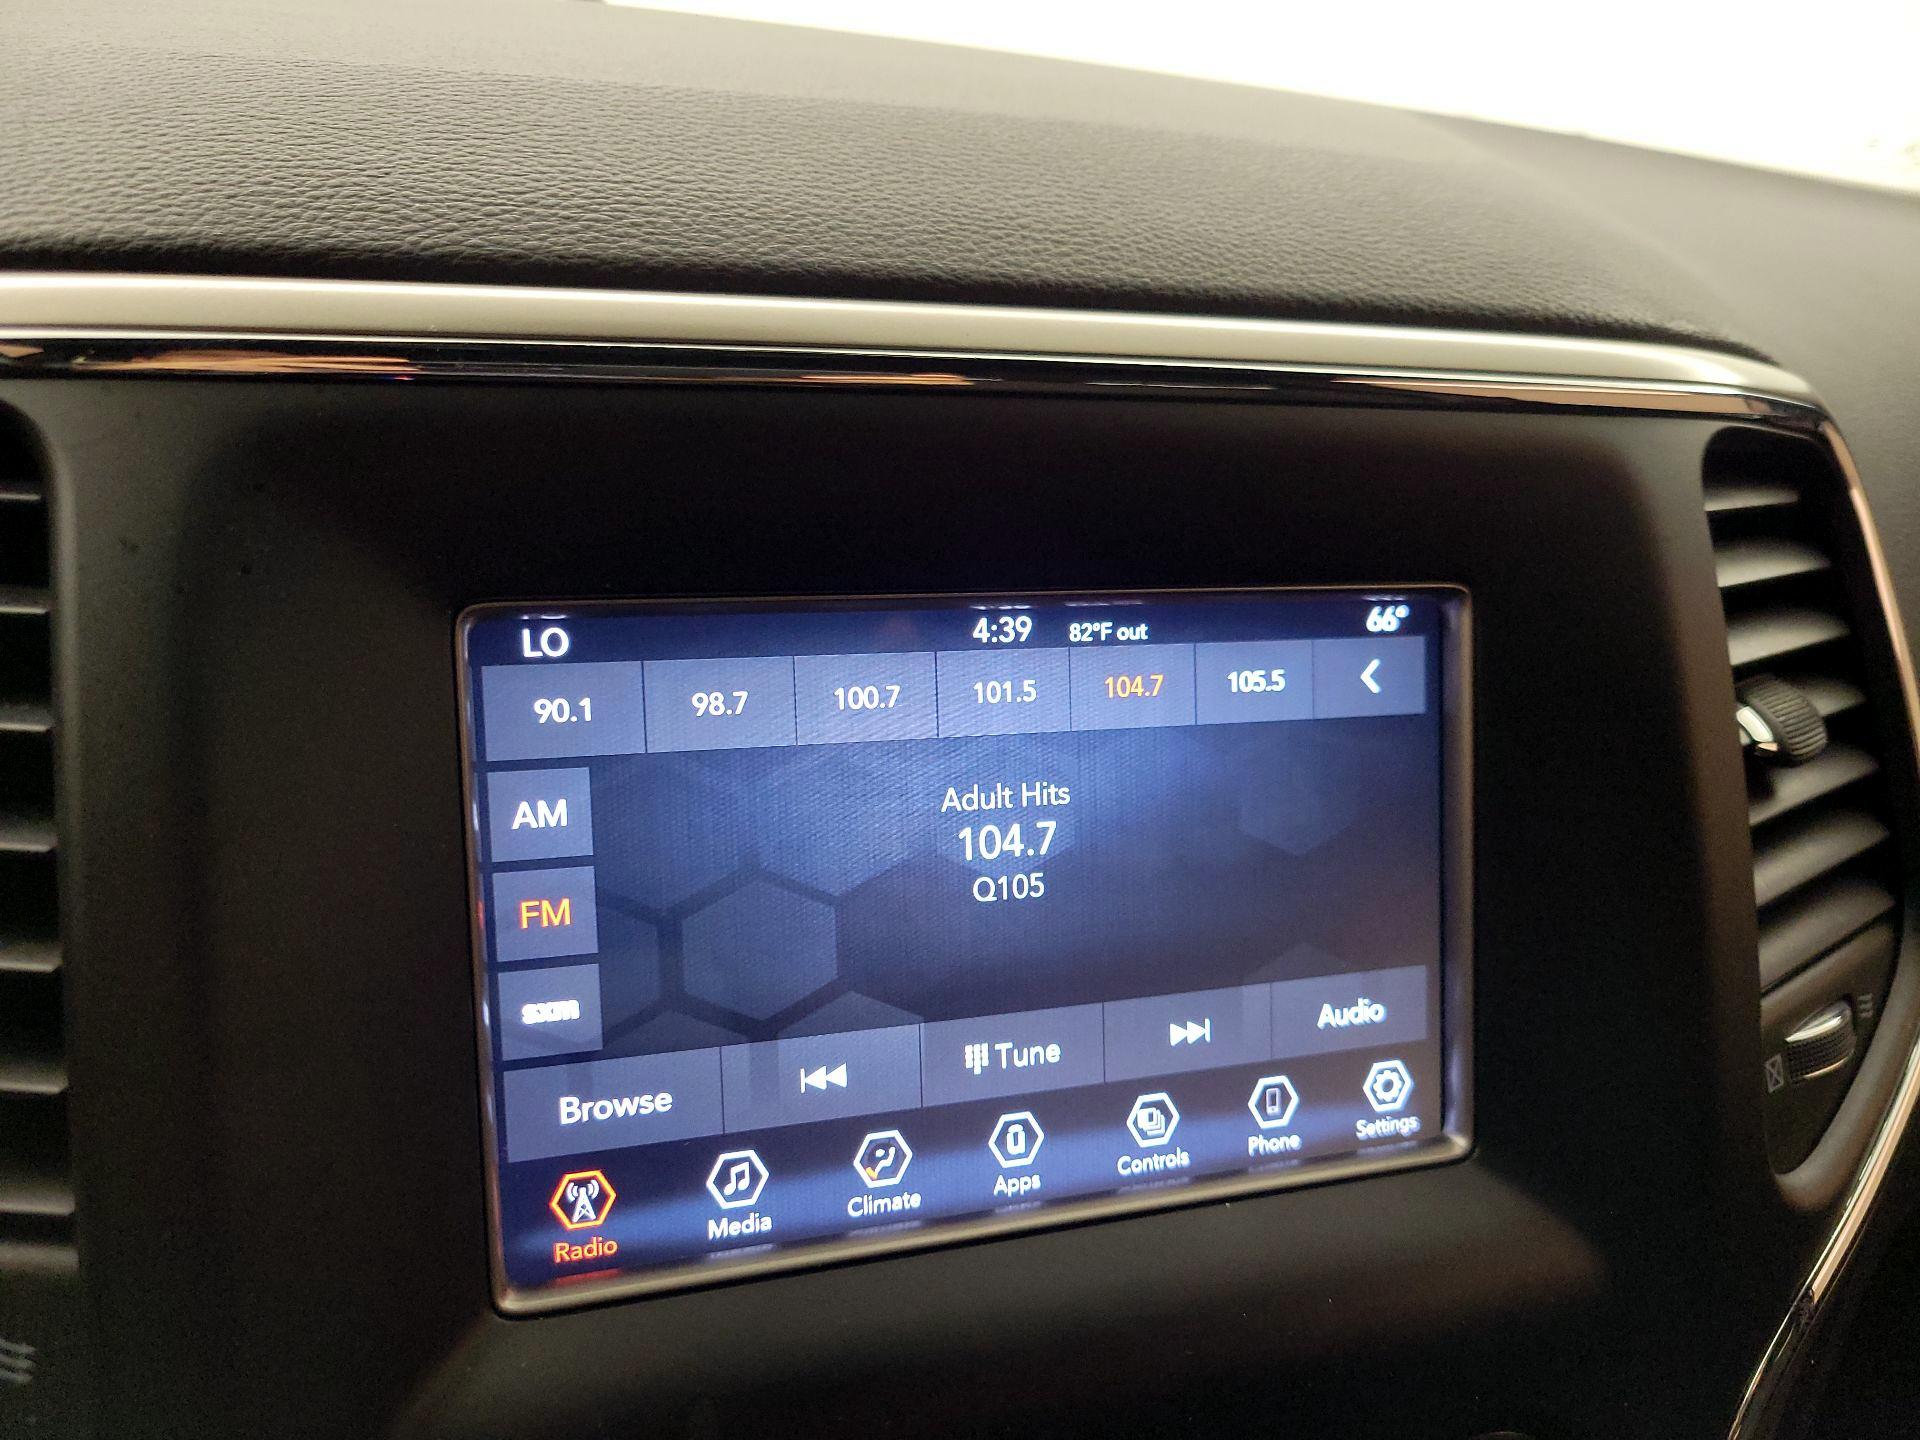 LO 4:39 82°F out 66°
90.1 98.7 100.7 101.5 104.7 105.5
AM
Adult Hits
104.7
FM
Q105
sxm
Browse Tune Audio
Radio Media Climate Apps Controls Phone Settings